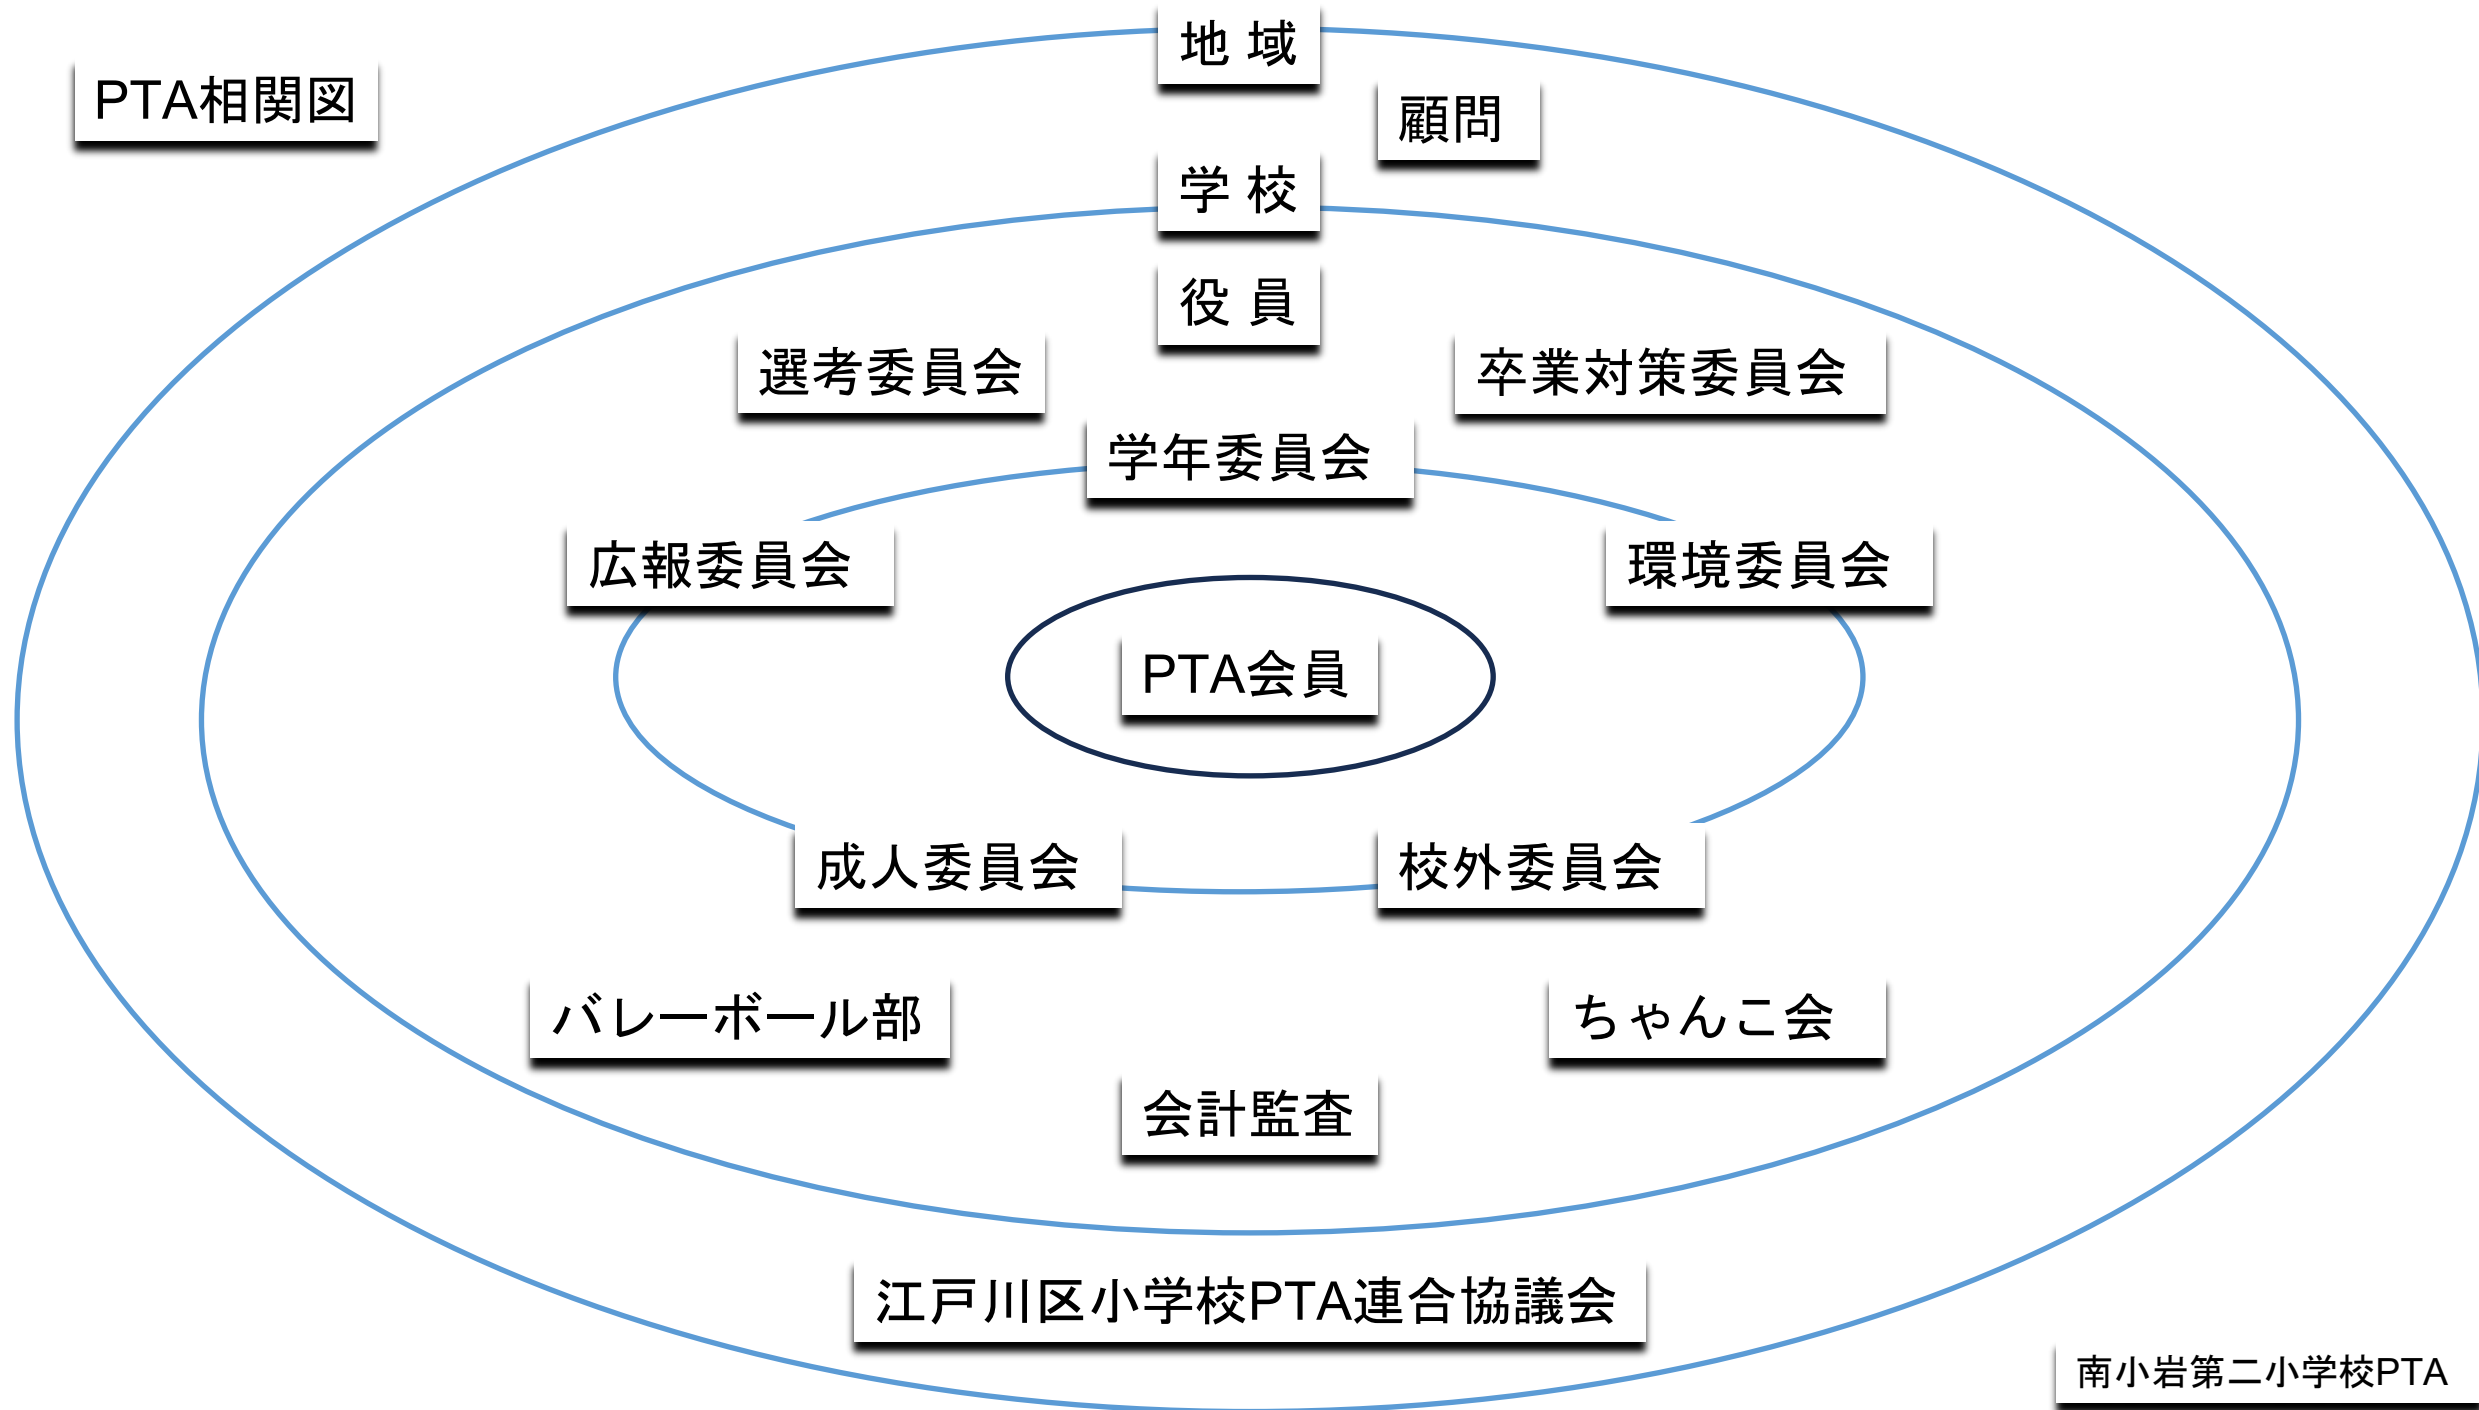 地 域
PTA相関図
顧問
学 校
役 員
選考委員会
卒業対策委員会
学年委員会
広報委員会
環境委員会
PTA会員
成人委員会
校外委員会
バレーボール部
ちゃんこ会
会計監査
江戸川区小学校PTA連合協議会
南小岩第二小学校PTA